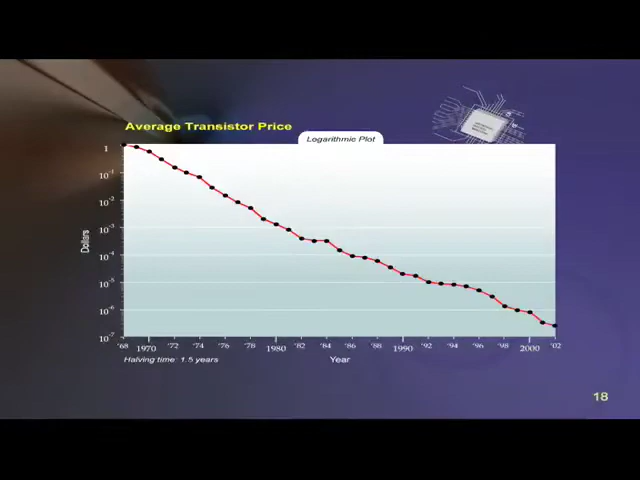 Average Transistor Price
Logarithmic Plot
1
10-1
10-2
10-3
10-4
10-5
10-6
10-7
Dollars
'68 1970 '72 '74 '76 '78 1980 '82 '84 '86 '88 1990 '92 '94 '96 '98 2000 '02
Halving time: 1.5 years
Year
18